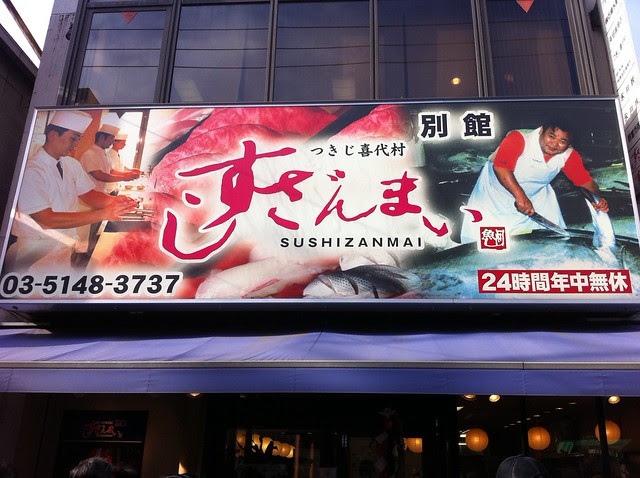 別館
つきじ喜代村
すしざんまい
SUSHIZANMAI
03-5148-3737
24時間年中無休